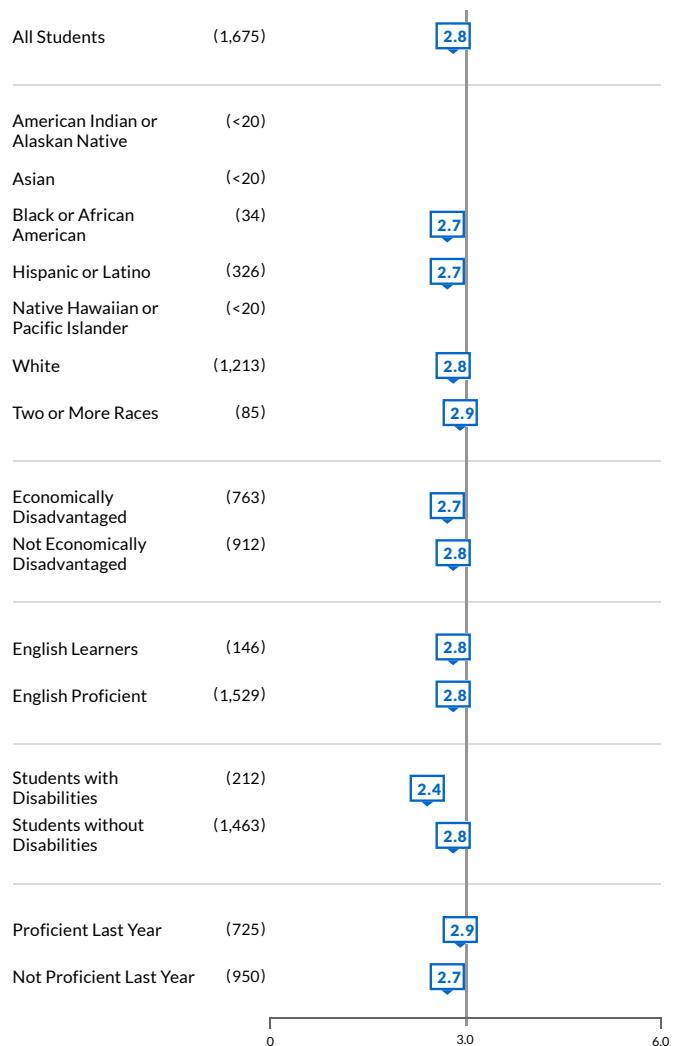 All Students (1,675) 2.8
American Indian or (<20)
Alaskan Native
Asian (<20)
Black or African (34) 2.7
American
Hispanic or Latino (326) 2.7
Native Hawaiian or (<20)
Pacific Islander
White (1,213) 2.8
Two or More Races (85) 2.9
Economically (763) 2.7
Disadvantaged
Not Economically (912) 2.8
Disadvantaged
English Learners (146) 2.8
English Proficient (1,529) 2.8
Students with (212) 2.4
Disabilities
Students without (1,463) 2.8
Disabilities
Proficient Last Year (725) 2.9
Not Proficient Last Year (950) 2.7
0 3.0 6.0